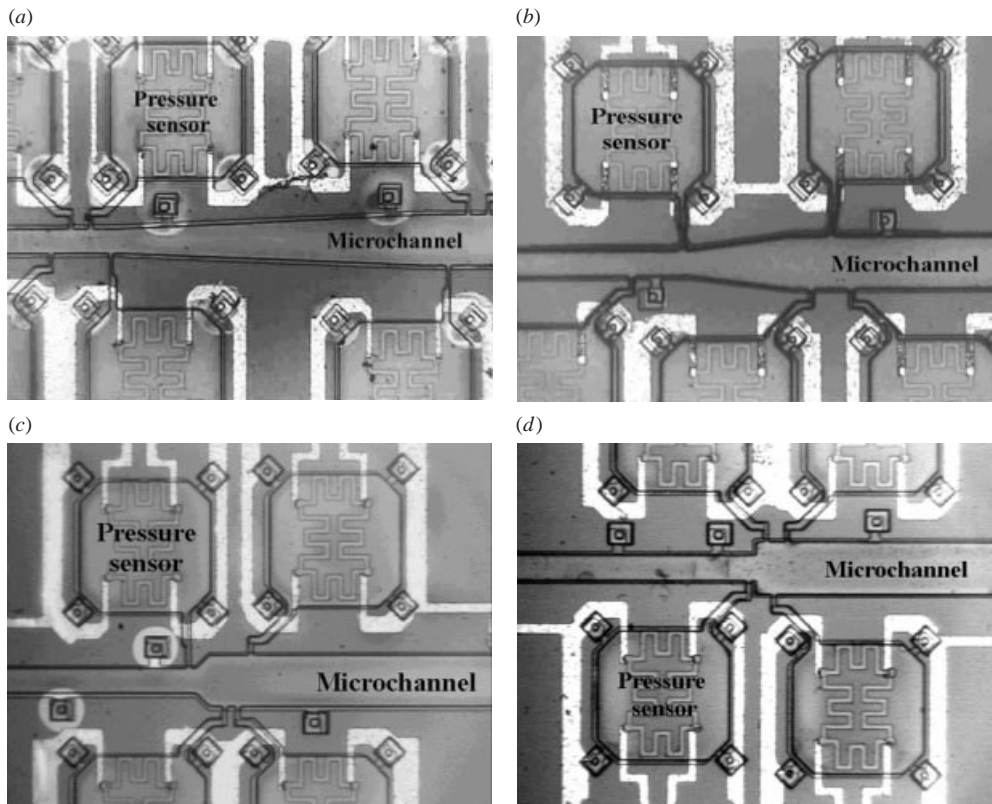 (a)
(b)
Pressure
sensor
Microchannel
Pressure
sensor
Microchannel
(c)
(d)
Pressure
sensor
Microchannel
Microchannel
Pressure
sensor